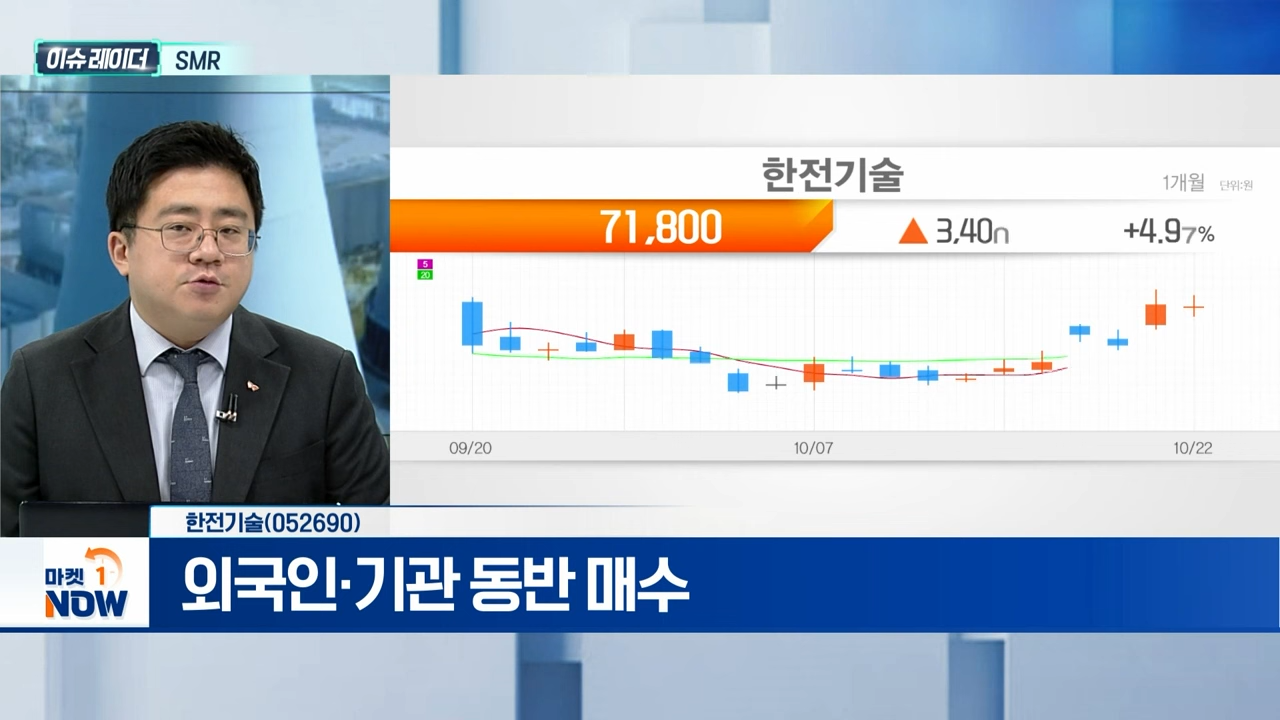 이슈레이더 SMR
한전기술
1개월 단위:원
71,800 ▲ 3,40 +4.97%
5
20
09/20 10/07 10/22
한전기술(052690)
마켓 1
NOW
외국인·기관 동반 매수